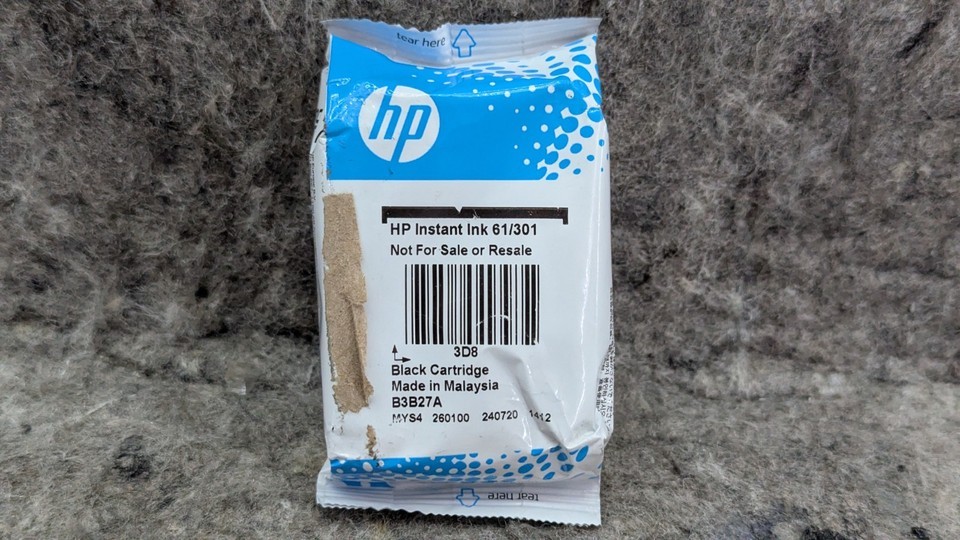 tear here
hp
HP Instant Ink 61/301
Not For Sale or Resale
3D8
Black Cartridge
Made in Malaysia
B3B27A
MYS4 260100 240720 1412
tear here